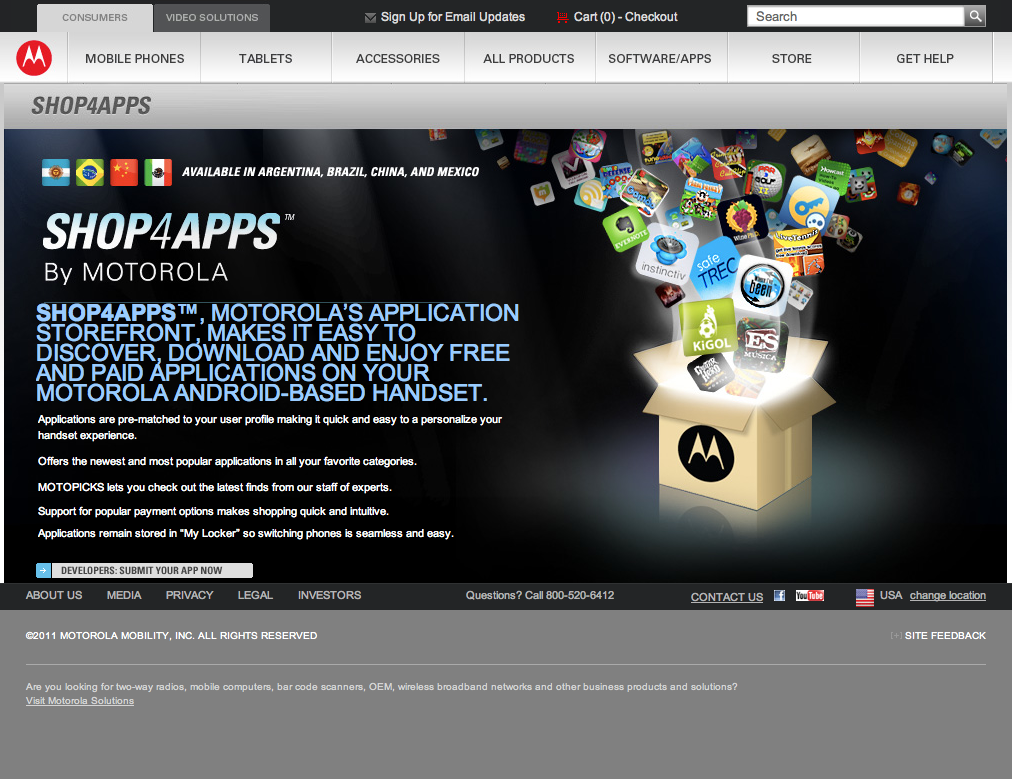 CONSUMERS
VIDEO SOLUTIONS
Sign Up for Email Updates
Cart (0) - Checkout
Search
MOBILE PHONES
TABLETS
ACCESSORIES
ALL PRODUCTS
SOFTWARE/APPS
STORE
GET HELP
SHOP4APPS
AVAILABLE IN ARGENTINA, BRAZIL, CHINA, AND MEXICO
SHOP4APPS™
By MOTOROLA
SHOP4APPS™, MOTOROLA'S APPLICATION
STOREFRONT, MAKES IT EASY TO
DISCOVER, DOWNLOAD AND ENJOY FREE
AND PAID APPLICATIONS ON YOUR
MOTOROLA ANDROID-BASED HANDSET.
Applications are pre-matched to your user profile making it quick and easy to a personalize your
handset experience.
Offers the newest and most popular applications in all your favorite categories.
MOTOPICKS lets you check out the latest finds from our staff of experts.
Support for popular payment options makes shopping quick and intuitive.
Applications remain stored in "My Locker" so switching phones is seamless and easy.
DEVELOPERS: SUBMIT YOUR APP NOW
PAR
GOLF
EVERNOTE
instinctiv
safe
TREC
been
KiGOL
ES
MUSICA
ABOUT US
MEDIA
PRIVACY
LEGAL
INVESTORS
Questions? Call 800-520-6412
CONTACT US
YouTube
USA
change location
©2011 MOTOROLA MOBILITY, INC. ALL RIGHTS RESERVED
[+] SITE FEEDBACK
Are you looking for two-way radios, mobile computers, bar code scanners, OEM, wireless broadband networks and other business products and solutions?
Visit Motorola Solutions